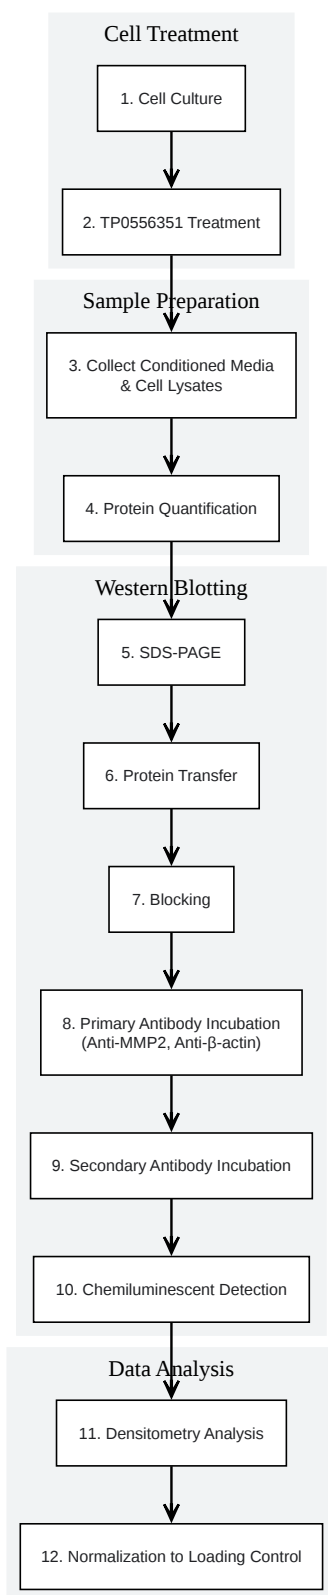 Cell Treatment
1. Cell Culture
2. TP0556351 Treatment
Sample Preparation
3. Collect Conditioned Media
& Cell Lysates
4. Protein Quantification
Western Blotting
5. SDS-PAGE
6. Protein Transfer
7. Blocking
8. Primary Antibody Incubation
(Anti-MMP2, Anti-β-actin)
9. Secondary Antibody Incubation
10. Chemiluminescent Detection
Data Analysis
11. Densitometry Analysis
12. Normalization to Loading Control